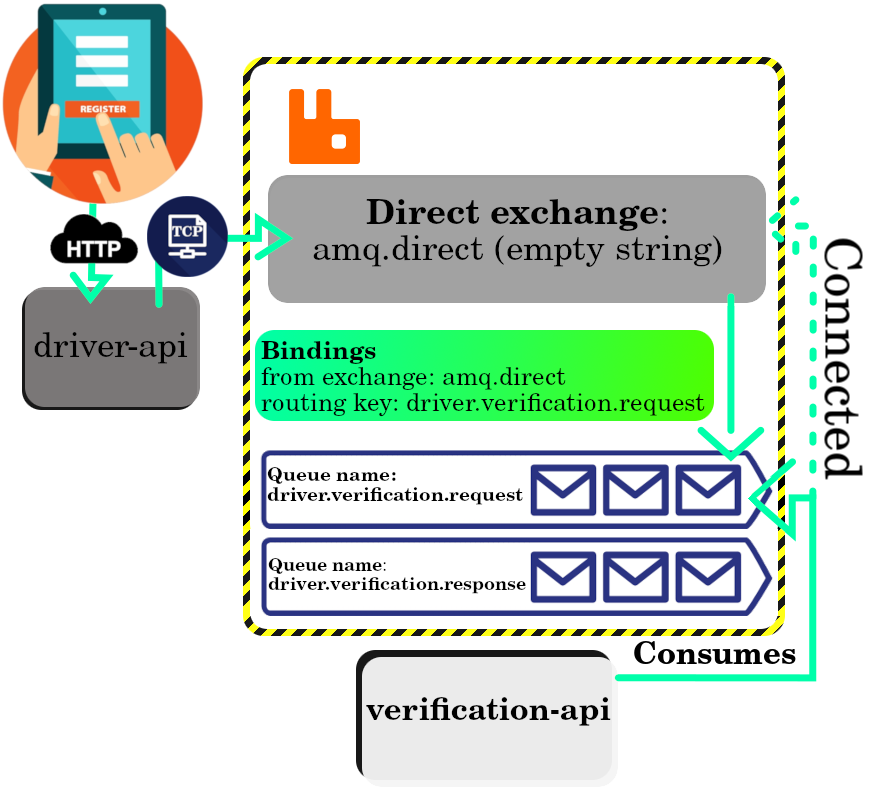 REGISTER
HTTP
TCP
driver-api
Direct exchange:
amq.direct (empty string)
Bindings
from exchange: amq.direct
routing key: driver.verification.request
Queue name:
driver.verification.request
Queue name:
driver.verification.response
Connected
Consumes
verification-api